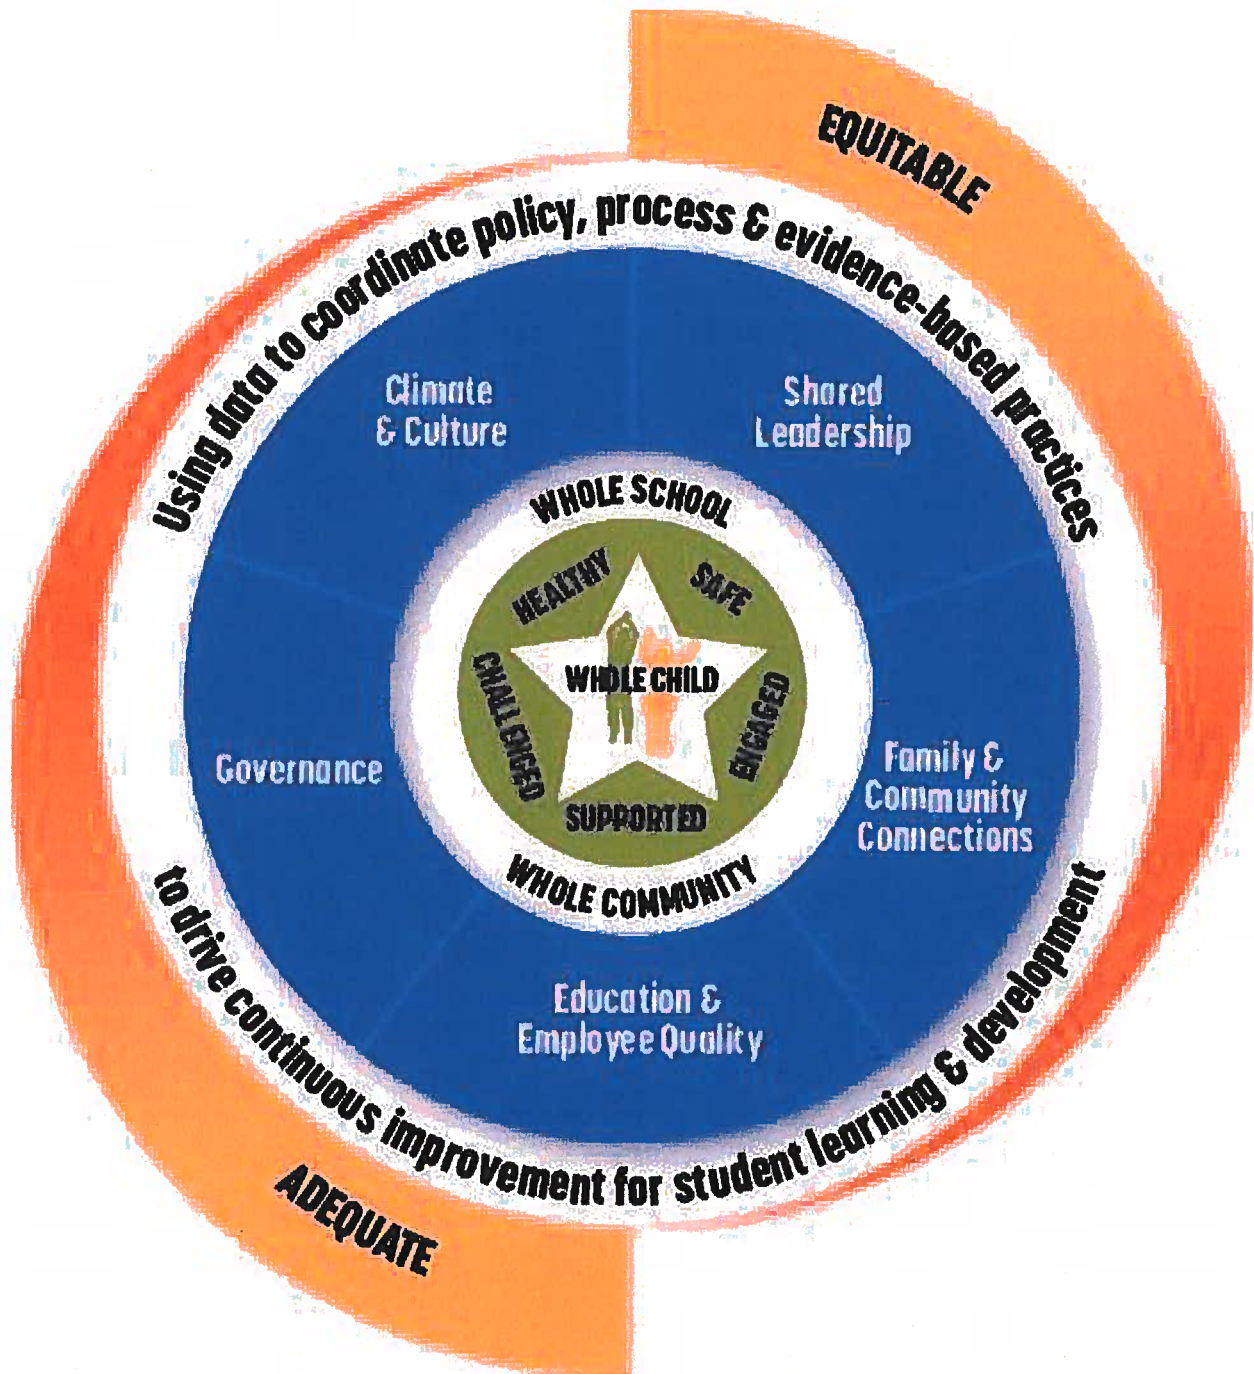 EQUITABLE
Using data to coordinate policy, process & evidence-based practices
Climate
& Culture
Shared
Leadership
WHOLE SCHOOL
HEALTHY
SAFE
WHOLE CHILD
CHALLENGED
ENGAGED
SUPPORTED
WHOLE COMMUNITY
Governance
Family &
Community
Connections
Education &
Employee Quality
to drive continuous improvement for student learning & development
ADEQUATE